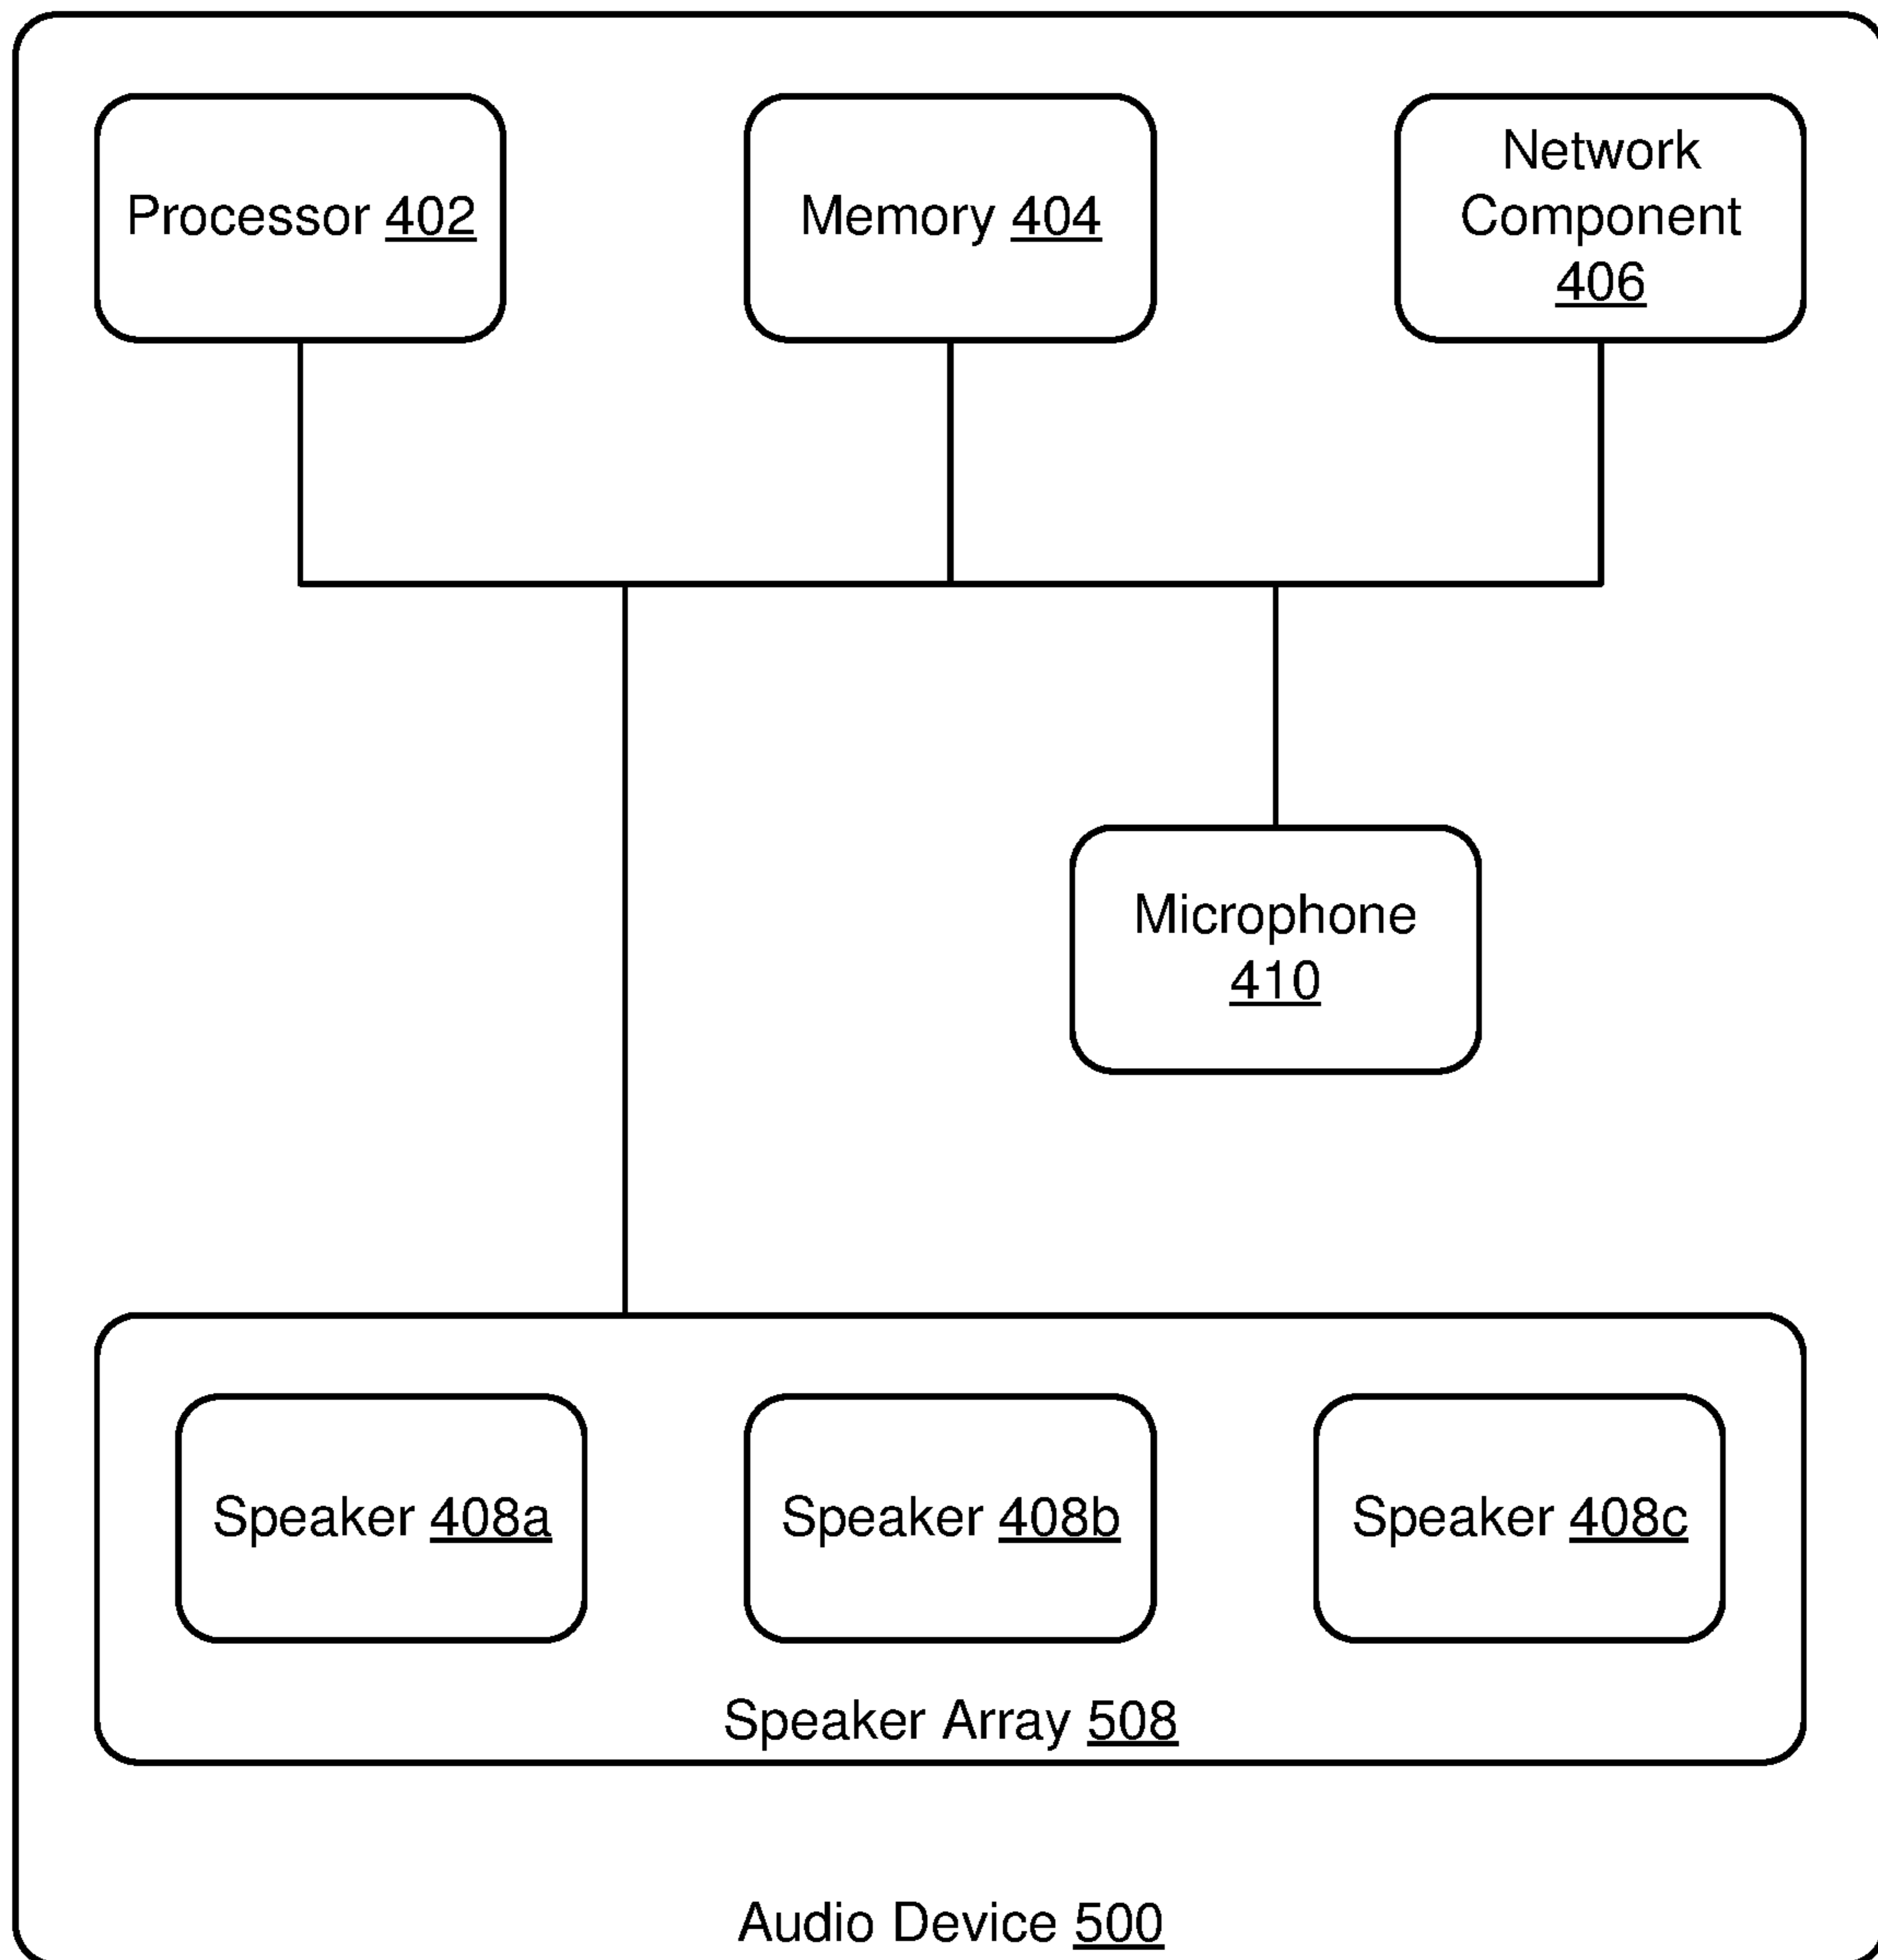 Processor 402
Memory 404
Network
Component
406
Microphone
410
Speaker 408a
Speaker 408b
Speaker 408c
Speaker Array 508
Audio Device 500